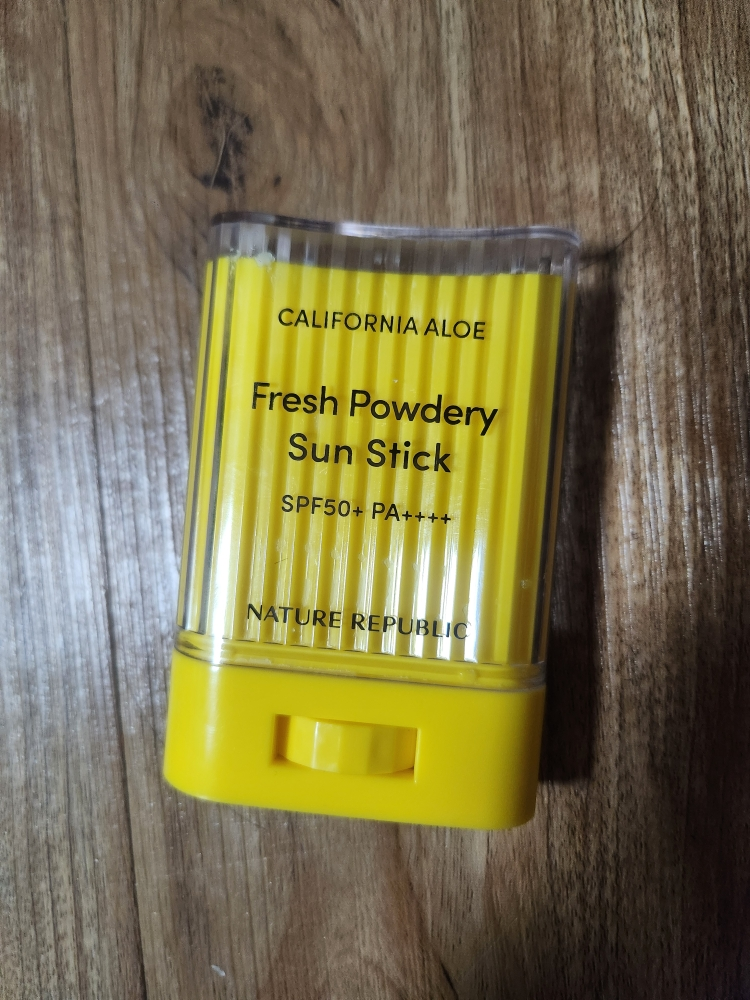 CALIFORNIA ALOE
Fresh Powdery
Sun Stick
SPF50+ PA++++
NATURE REPUBLIC